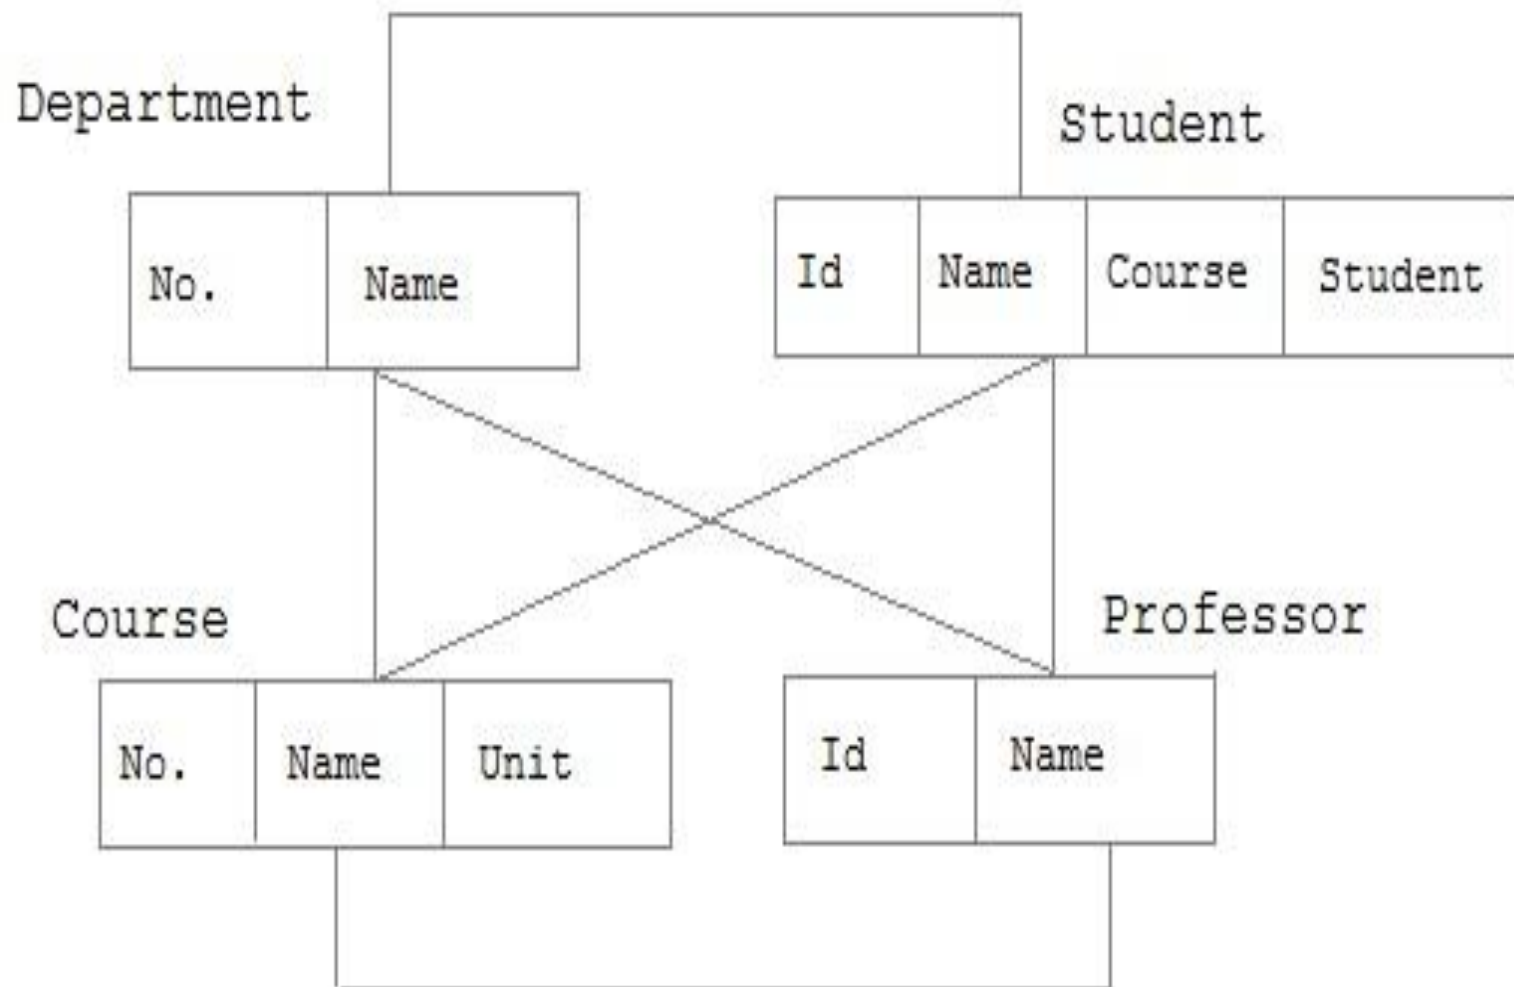 Department
Student
No. Name
Id Name Course Student
Course
Professor
No. Name Unit
Id Name